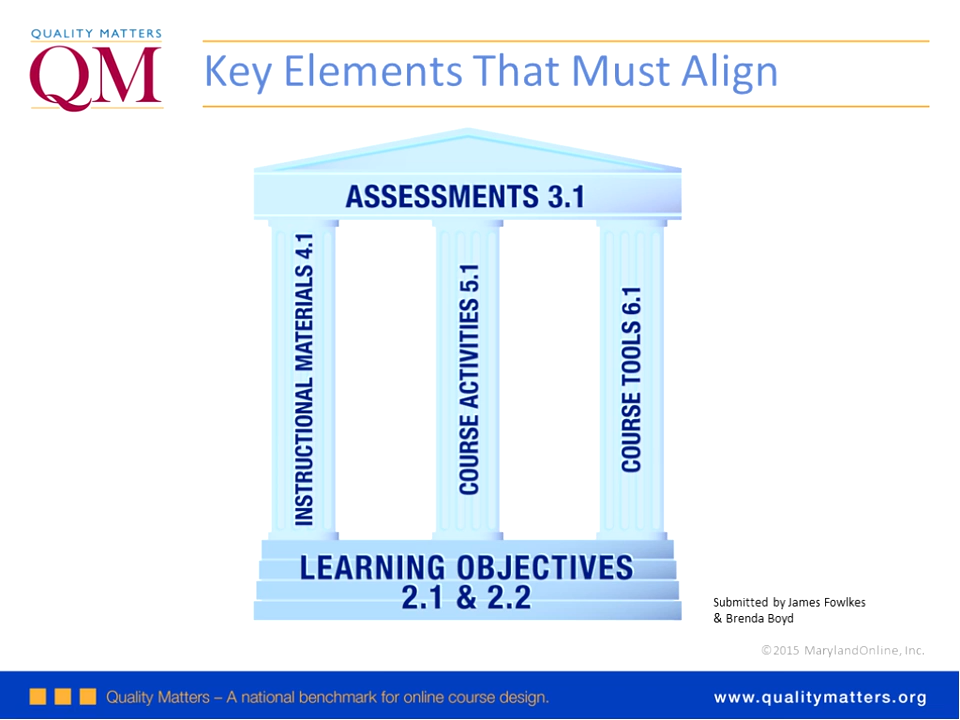 QUALITY MATTERS
QM
Key Elements That Must Align
ASSESSMENTS 3.1
INSTRUCTIONAL MATERIALS 4.1
COURSE ACTIVITIES 5.1
COURSE TOOLS 6.1
LEARNING OBJECTIVES
2.1 & 2.2
Submitted by James Fowlkes
& Brenda Boyd
©2015 MarylandOnline, Inc.
Quality Matters – A national benchmark for online course design.
www.qualitymatters.org